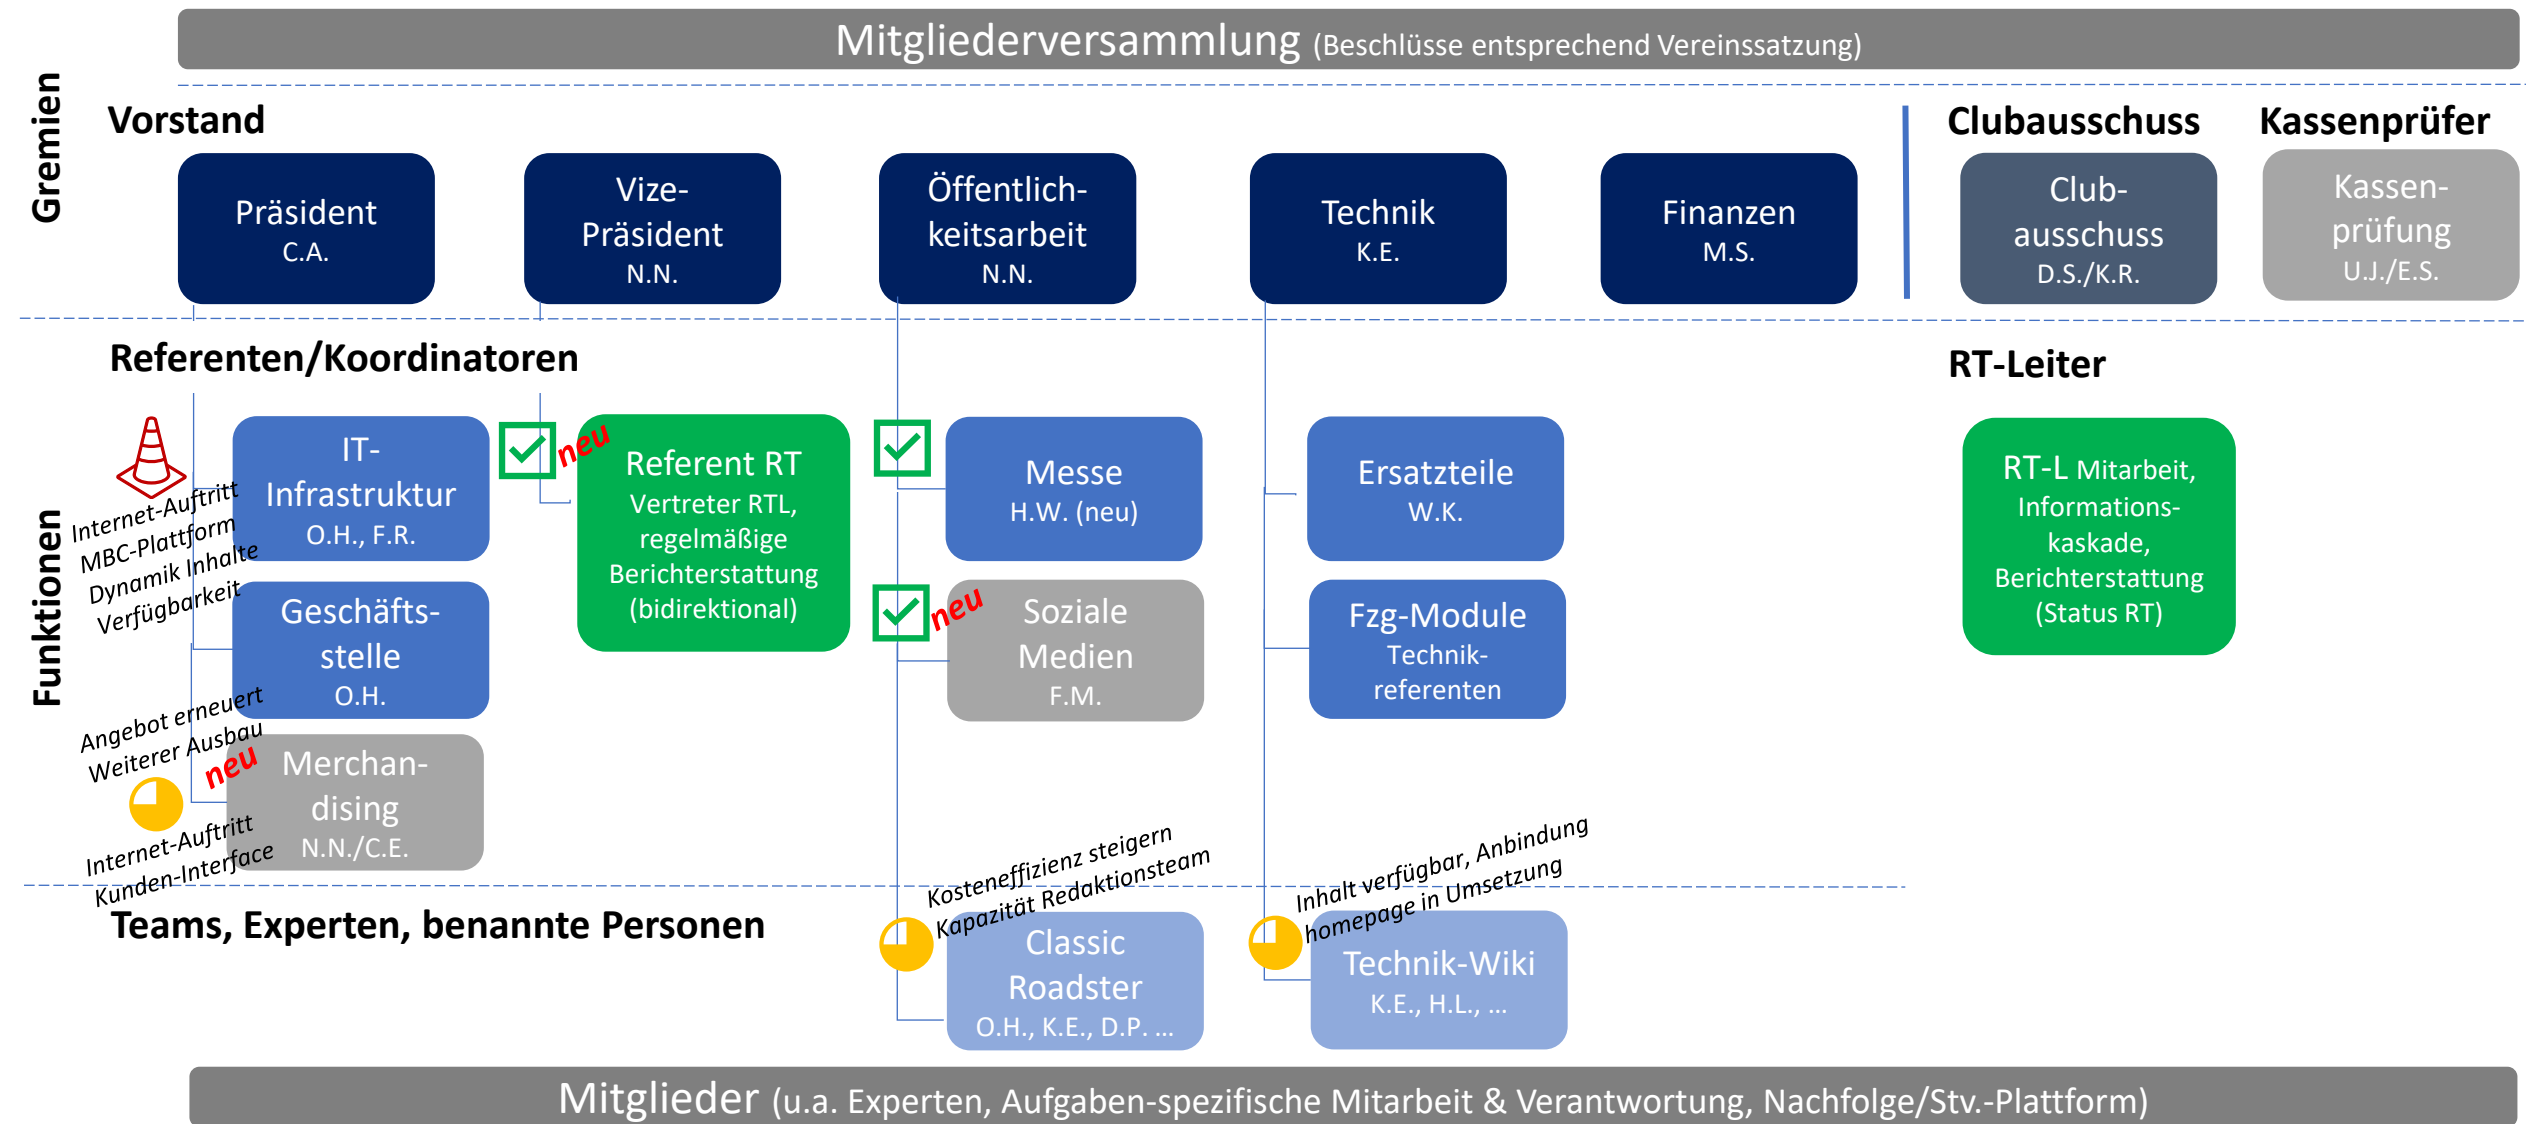 Mitgliederversammlung (Beschlüsse entsprechend Vereinssatzung)
Gremien
Vorstand
Clubausschuss
Kassenprüfer
Präsident
C.A.
Vize-
Präsident
N.N.
Öffentlich-
keitsarbeit
N.N.
Technik
K.E.
Finanzen
M.S.
Club-
ausschuss
D.S./K.R.
Kassen-
prüfung
U.J./E.S.
Funktionen
Referenten/Koordinatoren
RT-Leiter
IT-
Infrastruktur
O.H., F.R.
Internet-Auftritt
MBC-Plattform
Dynamik Inhalte
Verfügbarkeit
Geschäfts-
stelle
O.H.
Angebot erneuert
Weiterer Ausbau
neu
Merchan-
dising
N.N./C.E.
Internet-Auftritt
Kunden-Interface
neu
Referent RT
Vertreter RTL,
regelmäßige
Berichterstattung
(bidirektional)
Messe
H.W. (neu)
neu
Soziale
Medien
F.M.
Ersatzteile
W.K.
Fzg-Module
Technik-
referenten
RT-L Mitarbeit,
Informations-
kaskade,
Berichterstattung
(Status RT)
Teams, Experten, benannte Personen
Kosteneffizienz steigern
Kapazität Redaktionsteam
Classic
Roadster
O.H., K.E., D.P. ...
Inhalt verfügbar, Anbindung
homepage in Umsetzung
Technik-Wiki
K.E., H.L., ...
Mitglieder (u.a. Experten, Aufgaben-spezifische Mitarbeit & Verantwortung, Nachfolge/Stv.-Plattform)